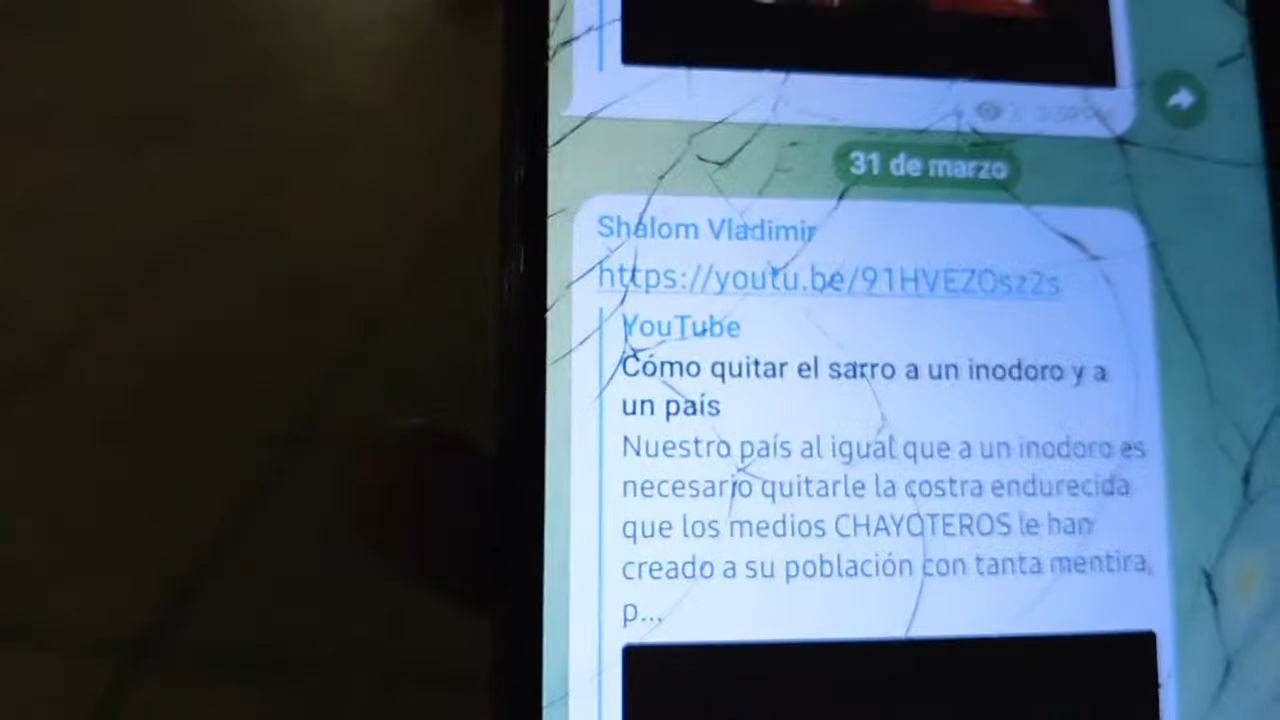 31 de marzo
Shalom Vladimir
https://youtu.be/91HVEZOsz2s
YouTube
Cómo quitar el sarro a un inodoro y a
un país
Nuestro país al igual que a un inodoro es
necesario quitarle la costra endurecida
que los medios CHAYOTEROS le han
creado a su población con tanta mentira,
p...